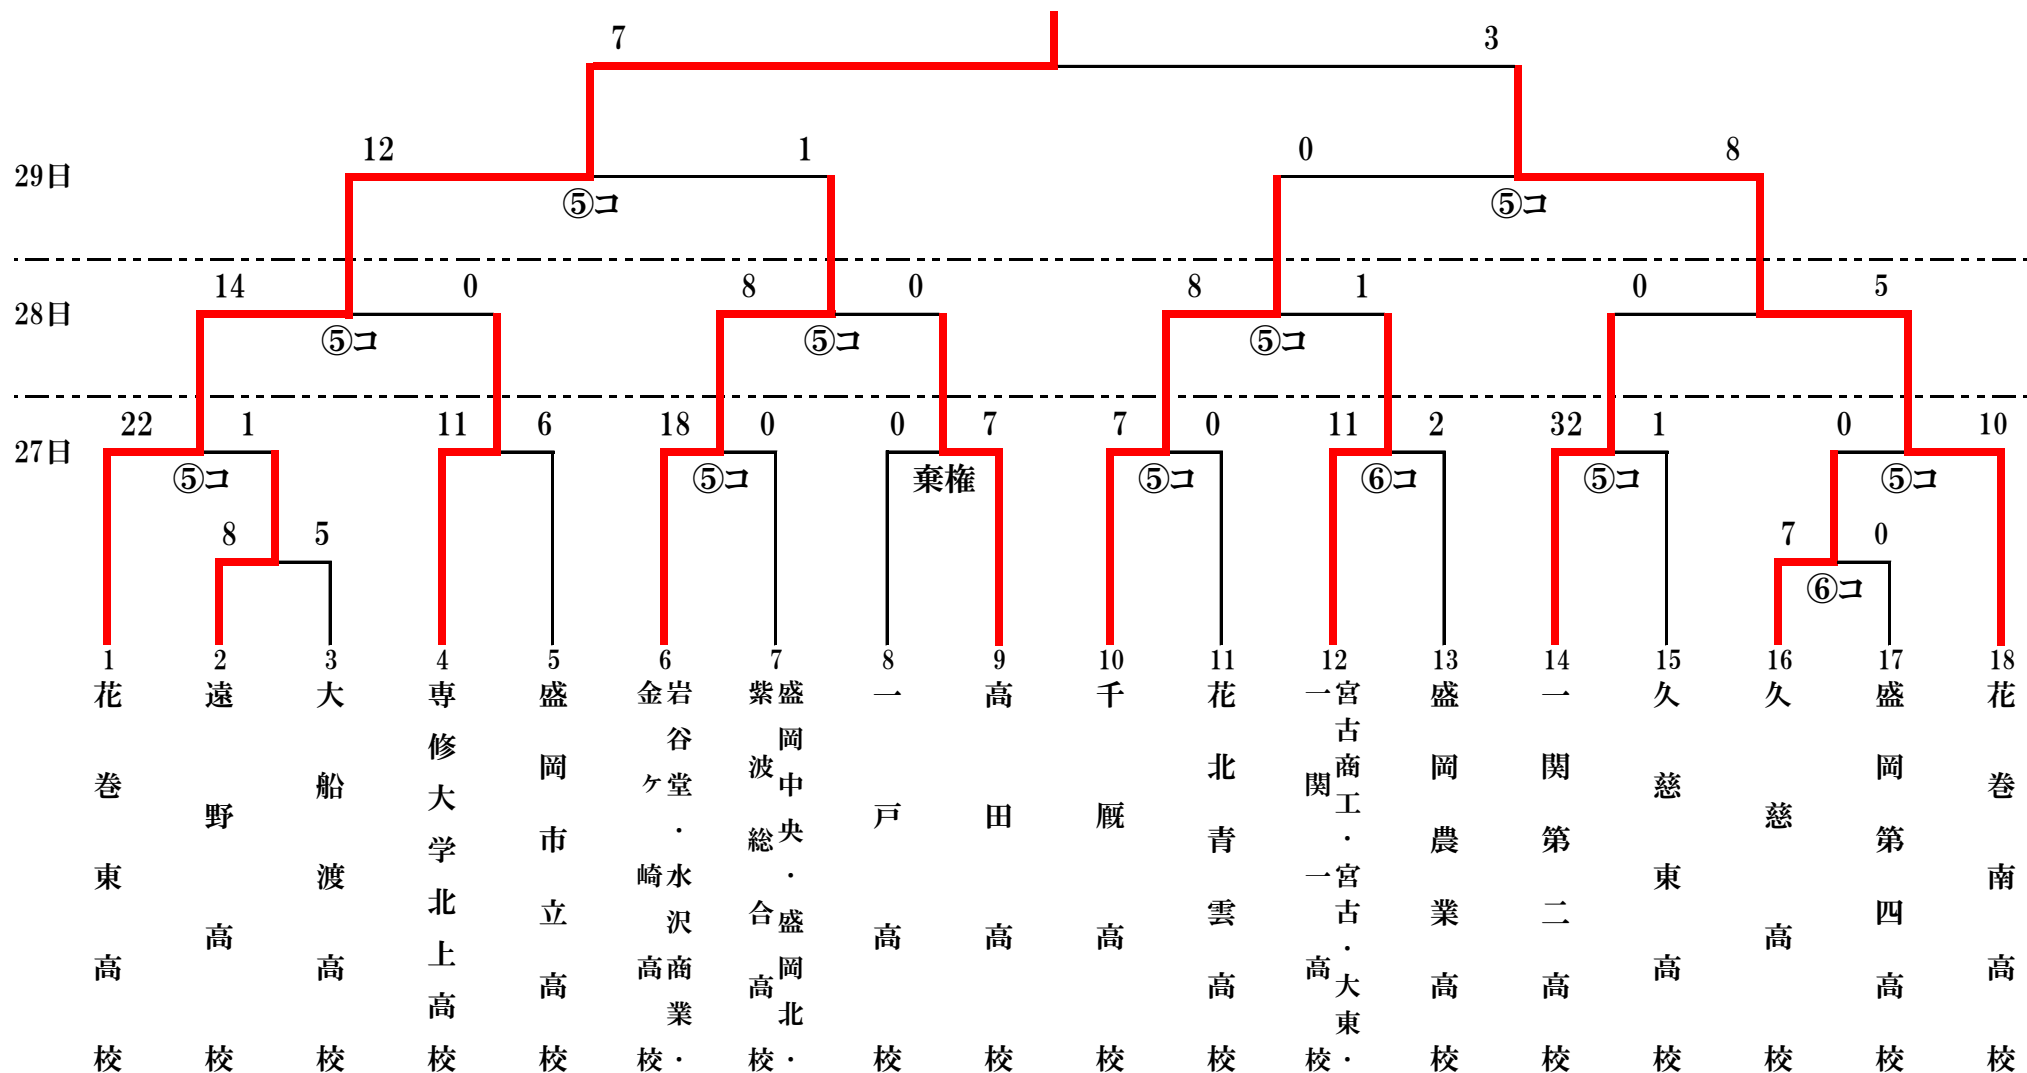 7 3
12 1 0 8
29日
⑤コ ⑤コ
14 0 8 0 8 1 0 5
28日
⑤コ ⑤コ ⑤コ
22 1 11 6 18 0 0 7 7 0 11 2 32 1 0 10
27日
⑤コ ⑤コ 棄権 ⑤コ ⑥コ ⑤コ ⑤コ
8 5 7 0
⑥コ
1 2 3 4 5 6 7 8 9 10 11 12 13 14 15 16 17 18
花巻東高校
遠野高校
大船渡高校
専修大学北上高校
盛岡市立高校
岩谷堂・水沢商業・
金ケ崎高校
盛岡中央・盛岡北・
紫波総合高校
一戸高校
高田高校
千厩高校
花北青雲高校
宮古商工・宮古・大東・
一関一高校
盛岡農業高校
一関第二高校
久慈東高校
久慈高校
盛岡第四高校
花巻南高校